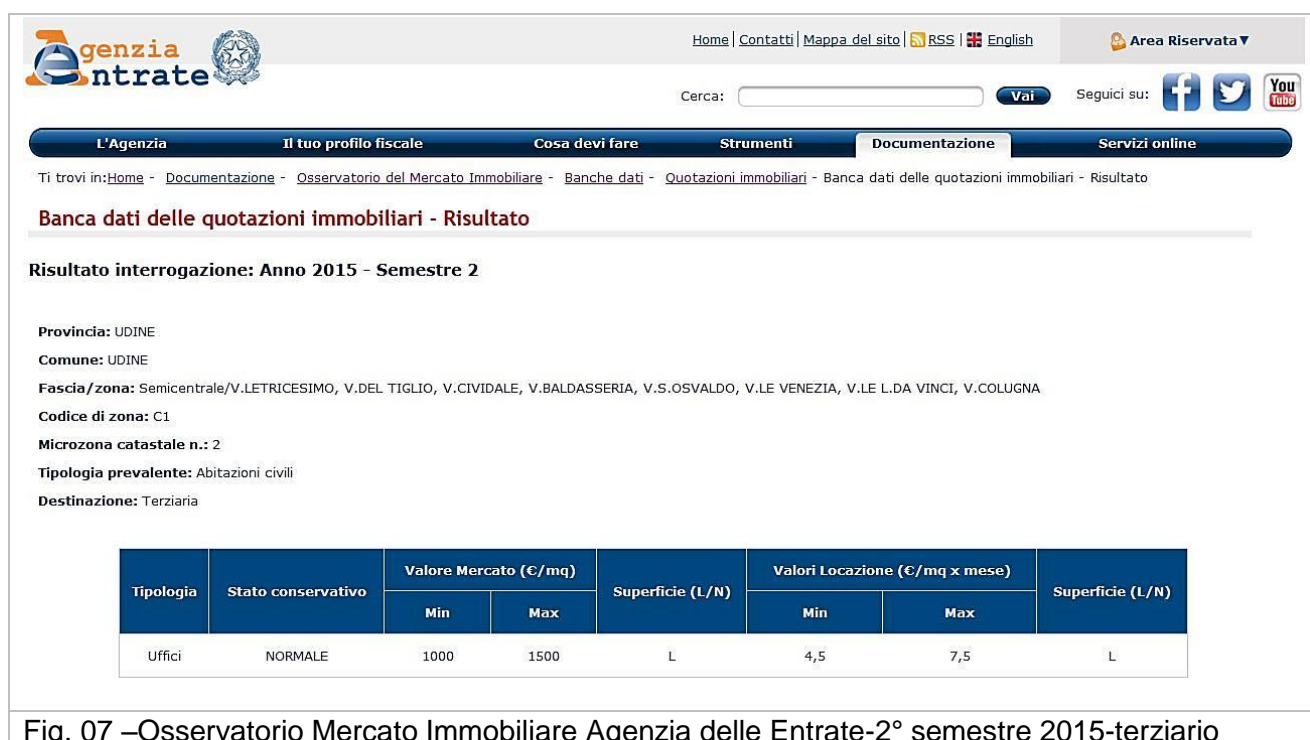 Agenzia
Entrate
Home | Contatti | Mappa del sito | RSS | English
Area Riservata▼
Cerca:
Vai
Seguici su:
You
Tube
L'Agenzia Il tuo profilo fiscale Cosa devi fare Strumenti Documentazione Servizi online
Ti trovi in:Home - Documentazione - Osservatorio del Mercato Immobiliare - Banche dati - Quotazioni immobiliari - Banca dati delle quotazioni immobiliari - Risultato
Banca dati delle quotazioni immobiliari - Risultato
Risultato interrogazione: Anno 2015 - Semestre 2
Provincia: UDINE
Comune: UDINE
Fascia/zona: Semicentrale/V.LETRICESIMO, V.DEL TIGLIO, V.CIVIDALE, V.BALDASSERIA, V.S.OSVALDO, V.LE VENEZIA, V.LE L.DA VINCI, V.COLUGNA
Codice di zona: C1
Microzona catastale n.: 2
Tipologia prevalente: Abitazioni civili
Destinazione: Terziaria
Tipologia Stato conservativo Valore Mercato (€/mq) Superficie (L/N) Valori Locazione (€/mq x mese) Superficie (L/N)
Min Max Min Max
Uffici NORMALE 1000 1500 L 4,5 7,5 L
Fig. 07 –Osservatorio Mercato Immobiliare Agenzia delle Entrate-2° semestre 2015-terziario